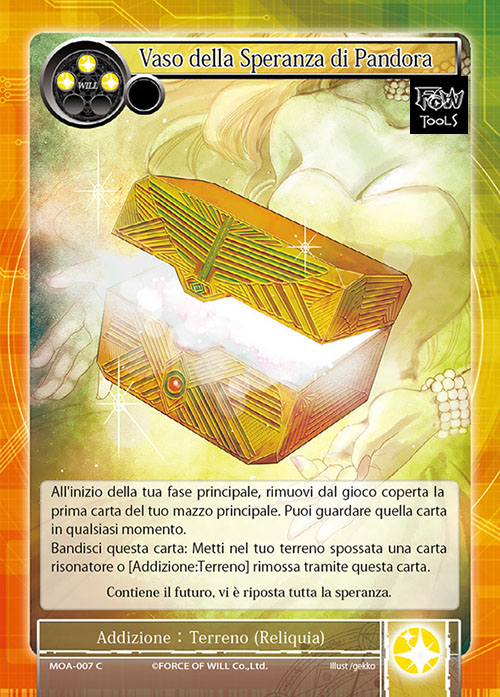 Vaso della Speranza di Pandora
WILL
FOW
TOOLS
All'inizio della tua fase principale, rimuovi dal gioco coperta la
prima carta del tuo mazzo principale. Puoi guardare quella carta
in qualsiasi momento.
Bandisci questa carta: Metti nel tuo terreno spossata una carta
risonatore o [Addizione:Terreno] rimossa tramite questa carta.
Contiene il futuro, vi è riposta tutta la speranza.
Addizione : Terreno (Reliquia)
MOA-007 C ©FORCE OF WILL Co.,Ltd. Illust/gekko